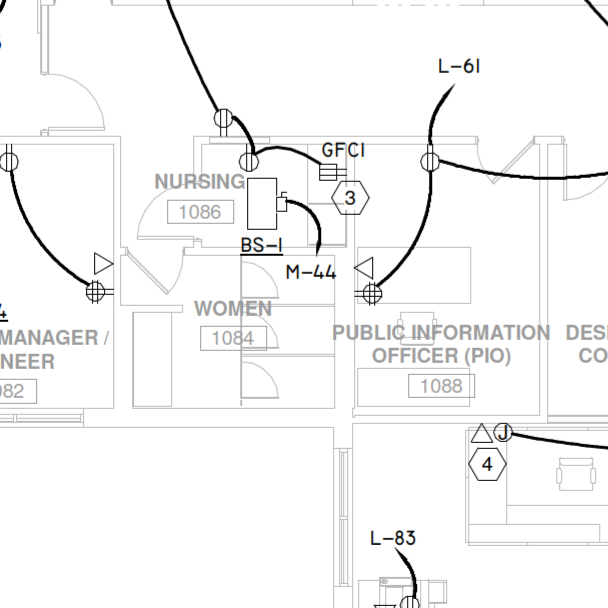 L-61
GFCI
NURSING
1086
3
BS-1
M-44
4
WOMEN
1084
MANAGER /
NEER
082
PUBLIC INFORMATION
OFFICER (PIO)
1088
DES
CO
J
4
L-83